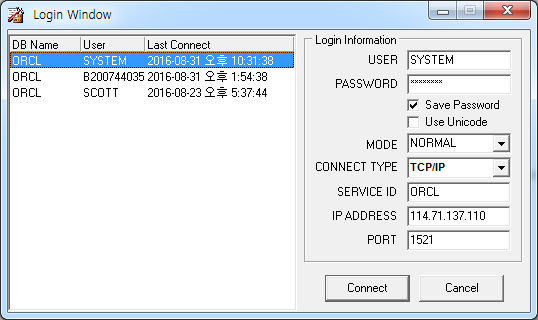 Login Window
DB Name User Last Connect
ORCL SYSTEM 2016-08-31 오후 10:31:38
ORCL B200744035 2016-08-31 오후 1:54:38
ORCL SCOTT 2016-08-23 오후 5:37:44
Login Information
USER SYSTEM
PASSWORD ********
Save Password
Use Unicode
MODE NORMAL
CONNECT TYPE TCP/IP
SERVICE ID ORCL
IP ADDRESS 114.71.137.110
PORT 1521
Connect Cancel